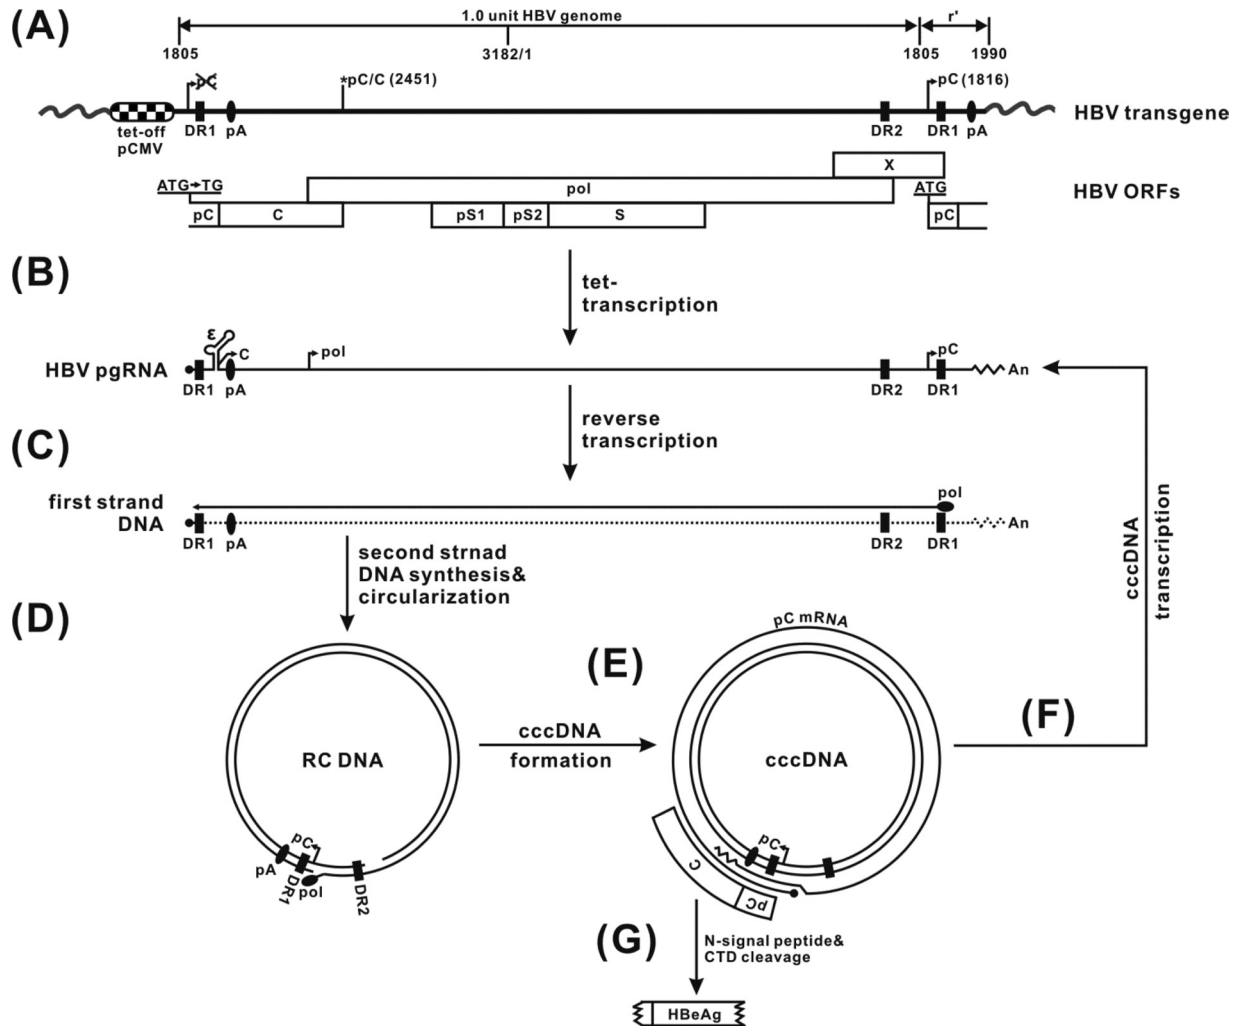 (A)
1.0 unit HBV genome
r'
1805
3182/1
1805
1990
pC
*pC/C (2451)
pC (1816)
DR1
pA
DR2
DR1
pA
HBV transgene
tet-off
pCMV
X
ATG→TG
pol
ATG
HBV ORFs
pC
C
pS1
pS2
S
pC
(B)
tet-
transcription
ε
C
pol
pC
HBV pgRNA
An
DR1
pA
DR2
DR1
reverse
transcription
(C)
first strand
DNA
pol
An
DR1
pA
DR2
DR1
second strnad
DNA synthesis&
circularization
cccDNA
transcription
(D)
pC mRNA
(E)
(F)
RC DNA
cccDNA
formation
cccDNA
pC
pA
DR1
pol
DR2
pC
C
pC
(G)
N-signal peptide&
CTD cleavage
HBeAg